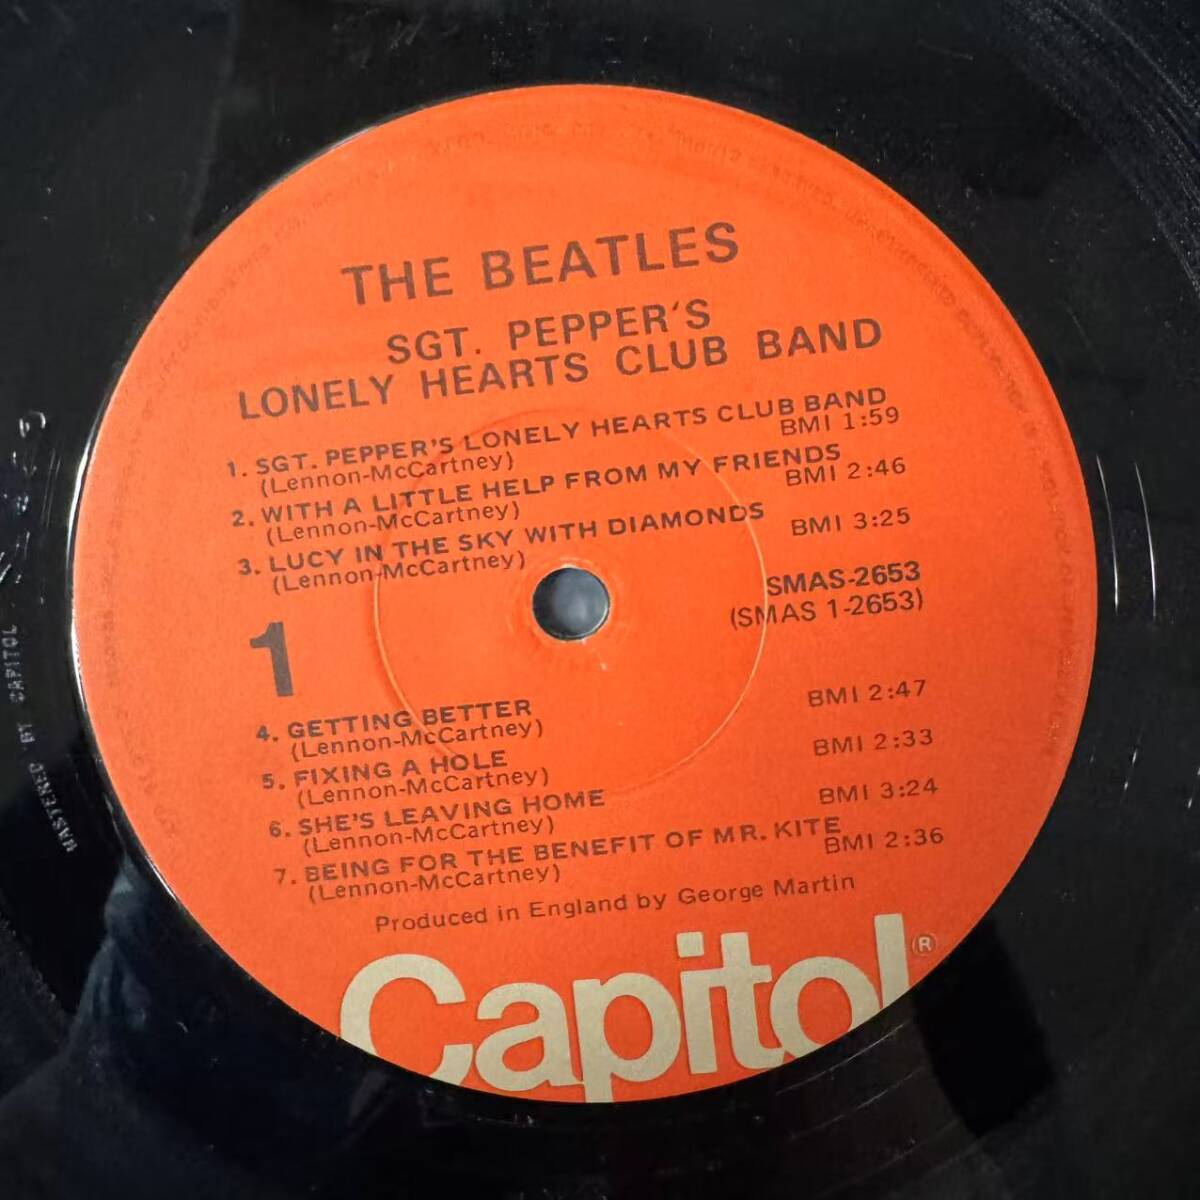 THE BEATLES
SGT. PEPPER'S
LONELY HEARTS CLUB BAND
1. SGT. PEPPER'S LONELY HEARTS CLUB BAND
(Lennon-McCartney) BMI 1:59
2. WITH A LITTLE HELP FROM MY FRIENDS
(Lennon-McCartney) BMI 2:46
3. LUCY IN THE SKY WITH DIAMONDS
(Lennon-McCartney) BMI 3:25
SMAS-2653
(SMAS 1-2653)
1
4. GETTING BETTER BMI 2:47
(Lennon-McCartney)
5. FIXING A HOLE BMI 2:33
(Lennon-McCartney)
6. SHE'S LEAVING HOME BMI 3:24
(Lennon-McCartney)
7. BEING FOR THE BENEFIT OF MR. KITE
(Lennon-McCartney) BMI 2:36
Produced in England by George Martin
Capitol ®
MASTERED BY CAPITOL